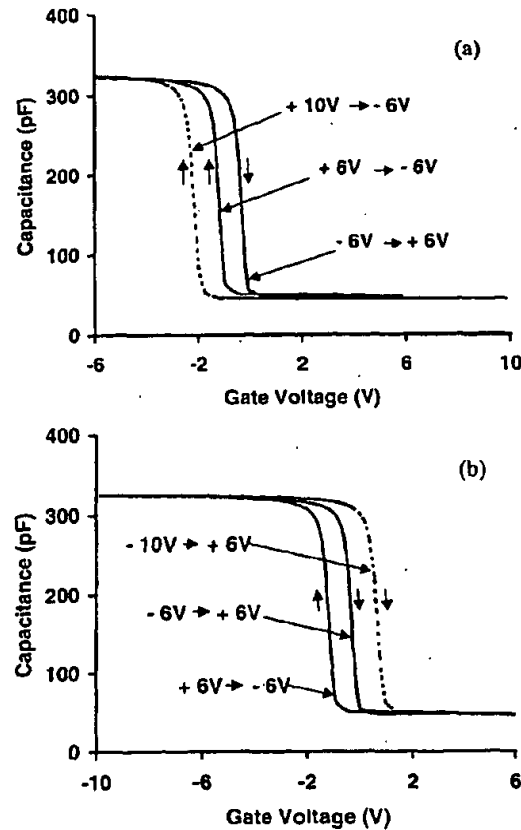 400
(a)
300
+ 10V → - 6V
200
+ 6V → - 6V
100
- 6V → + 6V
0
-6 -2 2 6 10
Capacitance (pF)
Gate Voltage (V)
400
(b)
300
- 10V → + 6V
200
- 6V → + 6V
100
+ 6V → - 6V
0
-10 -6 -2 2 6
Capacitance (pF)
Gate Voltage (V)